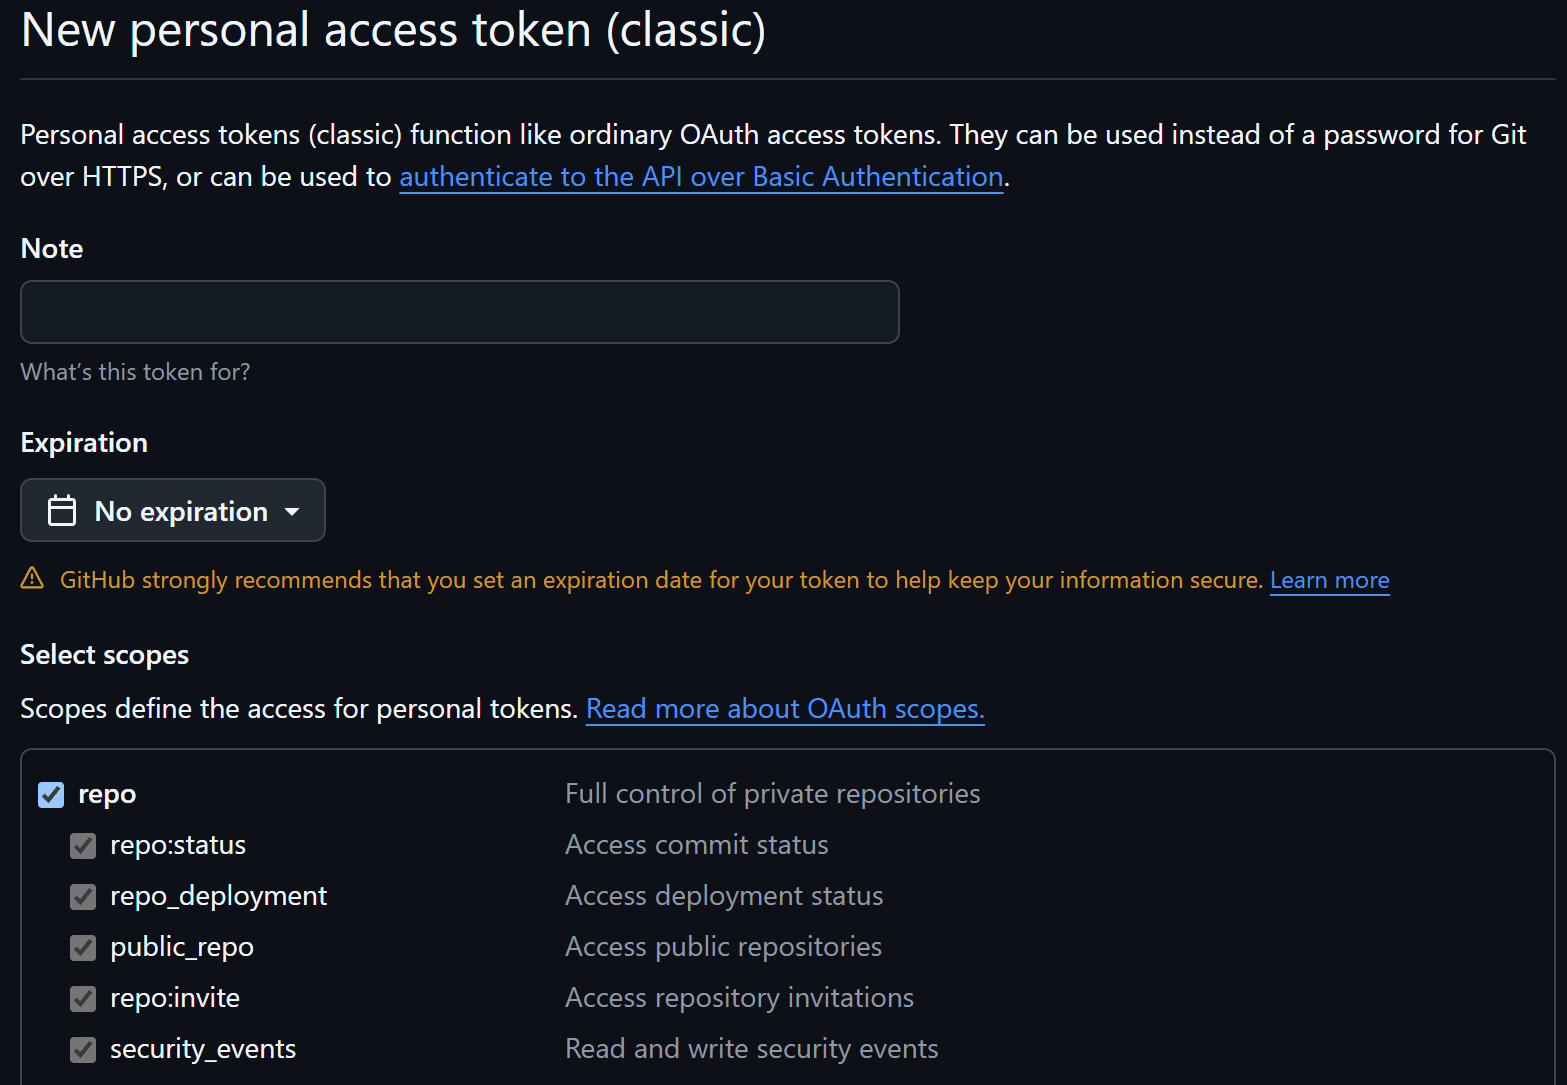 New personal access token (classic)
Personal access tokens (classic) function like ordinary OAuth access tokens. They can be used instead of a password for Git
over HTTPS, or can be used to authenticate to the API over Basic Authentication.
Note
What’s this token for?
Expiration
No expiration
GitHub strongly recommends that you set an expiration date for your token to help keep your information secure. Learn more
Select scopes
Scopes define the access for personal tokens. Read more about OAuth scopes.
repo Full control of private repositories
repo:status Access commit status
repo_deployment Access deployment status
public_repo Access public repositories
repo:invite Access repository invitations
security_events Read and write security events